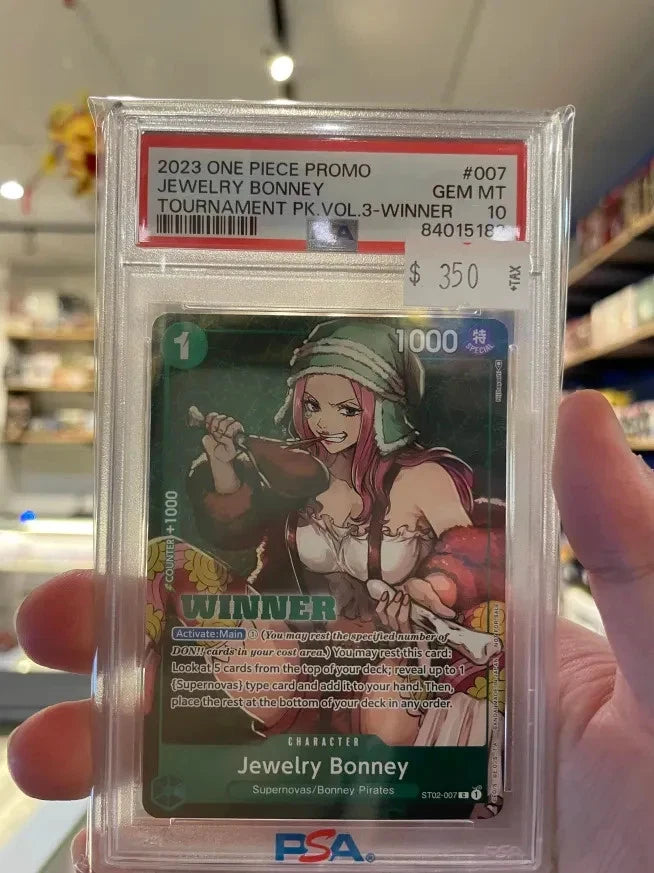 2023 ONE PIECE PROMO #007
JEWELRY BONNEY GEM MT
TOURNAMENT PK.VOL.3-WINNER 10
PSA
$ 350 +TAX
1
1000
特
SPECIAL
COUNTER +1000
WINNER
Activate:Main ① (You may rest the specified number of
DON!! cards in your cost area.) You may rest this card:
Look at 5 cards from the top of your deck; reveal up to 1
{Supernovas} type card and add it to your hand. Then,
place the rest at the bottom of your deck in any order.
CHARACTER
Jewelry Bonney
Supernovas/Bonney Pirates
ST02-007 C 1
PSA®